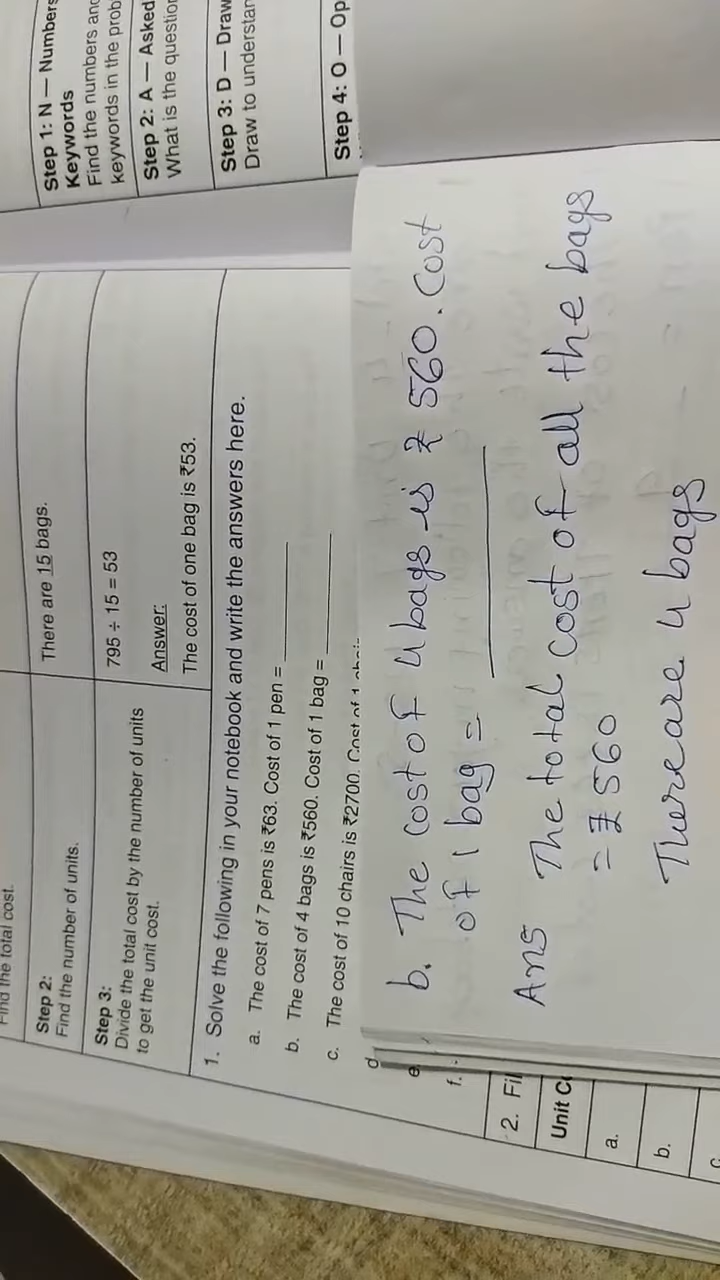 Find the total cost.
Step 2:
Find the number of units.
There are 15 bags.
Step 3:
Divide the total cost by the number of units
to get the unit cost.
795 ÷ 15 = 53
Answer:
The cost of one bag is ₹53.
1. Solve the following in your notebook and write the answers here.
a. The cost of 7 pens is ₹63. Cost of 1 pen =
b. The cost of 4 bags is ₹560. Cost of 1 bag =
c. The cost of 10 chairs is ₹2700. Cost of 1
d
e
f.
2.
Unit
a.
b.
Step 1: N — Numbers
Keywords
Find the numbers and
keywords in the
Step 2: A — Asked
What is the question
Step 3: D — Draw
Draw to
Step 4: O —
b. The cost of 4 bags is ₹ 560. Cost
of 1 bag =
Ans The total cost of all the bags
= ₹ 560
There are 4 bags